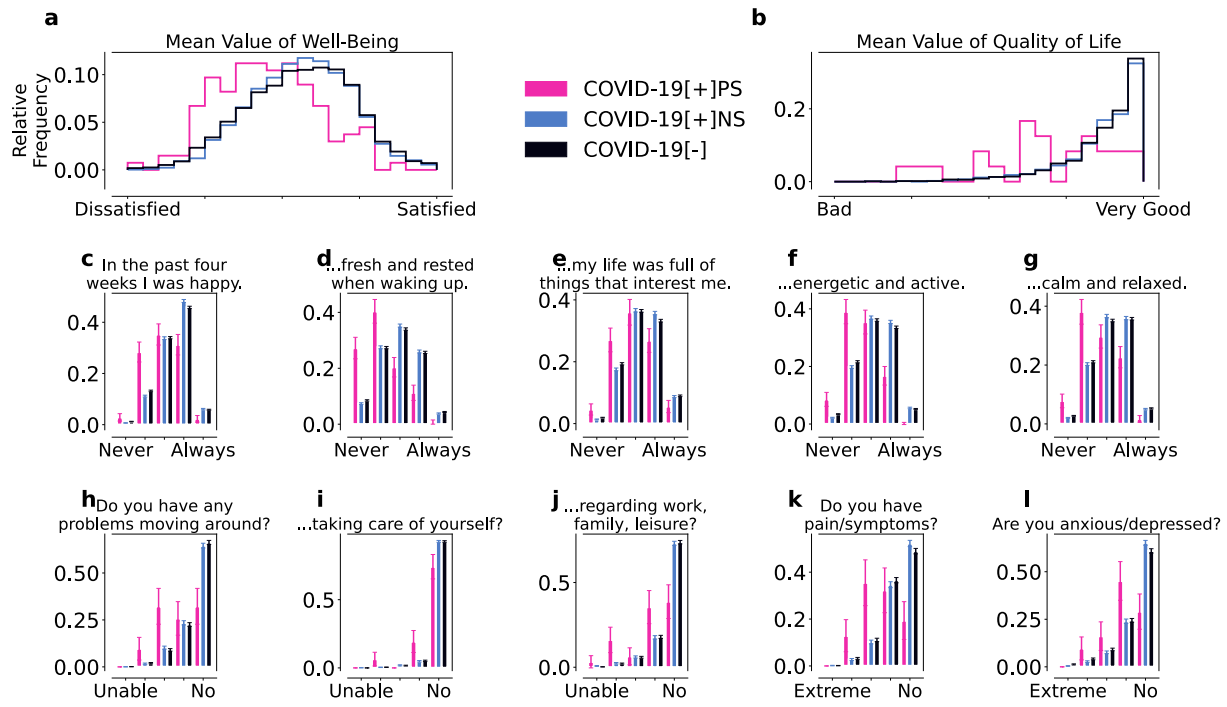 a
b
Mean Value of Well-Being
Mean Value of Quality of Life
Relative
Frequency
0.10
0.05
0.00
Dissatisfied
Satisfied
COVID-19[+]PS
COVID-19[+]NS
COVID-19[-]
0.2
0.0
Bad
Very Good
c
In the past four
weeks I was happy.
0.4
0.2
0.0
Never
Always
d
...fresh and rested
when waking up.
0.4
0.2
0.0
Never
Always
e
...my life was full of
things that interest me.
0.4
0.2
0.0
Never
Always
f
...energetic and active.
0.4
0.2
0.0
Never
Always
g
...calm and relaxed.
0.4
0.2
0.0
Never
Always
h
Do you have any
problems moving around?
0.50
0.25
0.00
Unable
No
i
...taking care of yourself?
0.5
0.0
Unable
No
j
...regarding work,
family, leisure?
0.5
0.0
Unable
No
k
Do you have
pain/symptoms?
0.4
0.2
0.0
Extreme
No
l
Are you anxious/depressed?
0.50
0.25
0.00
Extreme
No